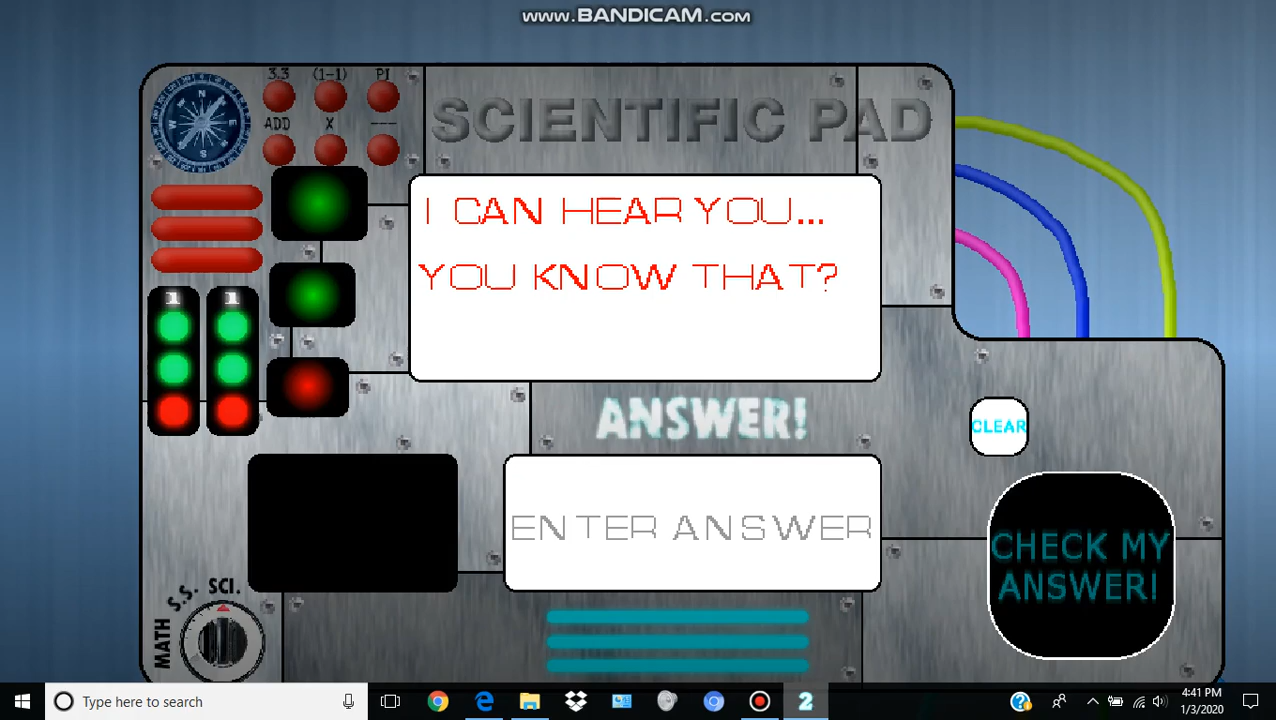 www.BANDICAM.com
3.3 (1-1) PI
ADD X ---
SCIENTIFIC PAD
N
W E
S
I CAN HEAR YOU...
YOU KNOW THAT?
1 1
ANSWER!
CLEAR
ENTER ANSWER
CHECK MY
ANSWER!
MATH S.S. SCI.
Type here to search
2
4:41 PM
1/3/2020